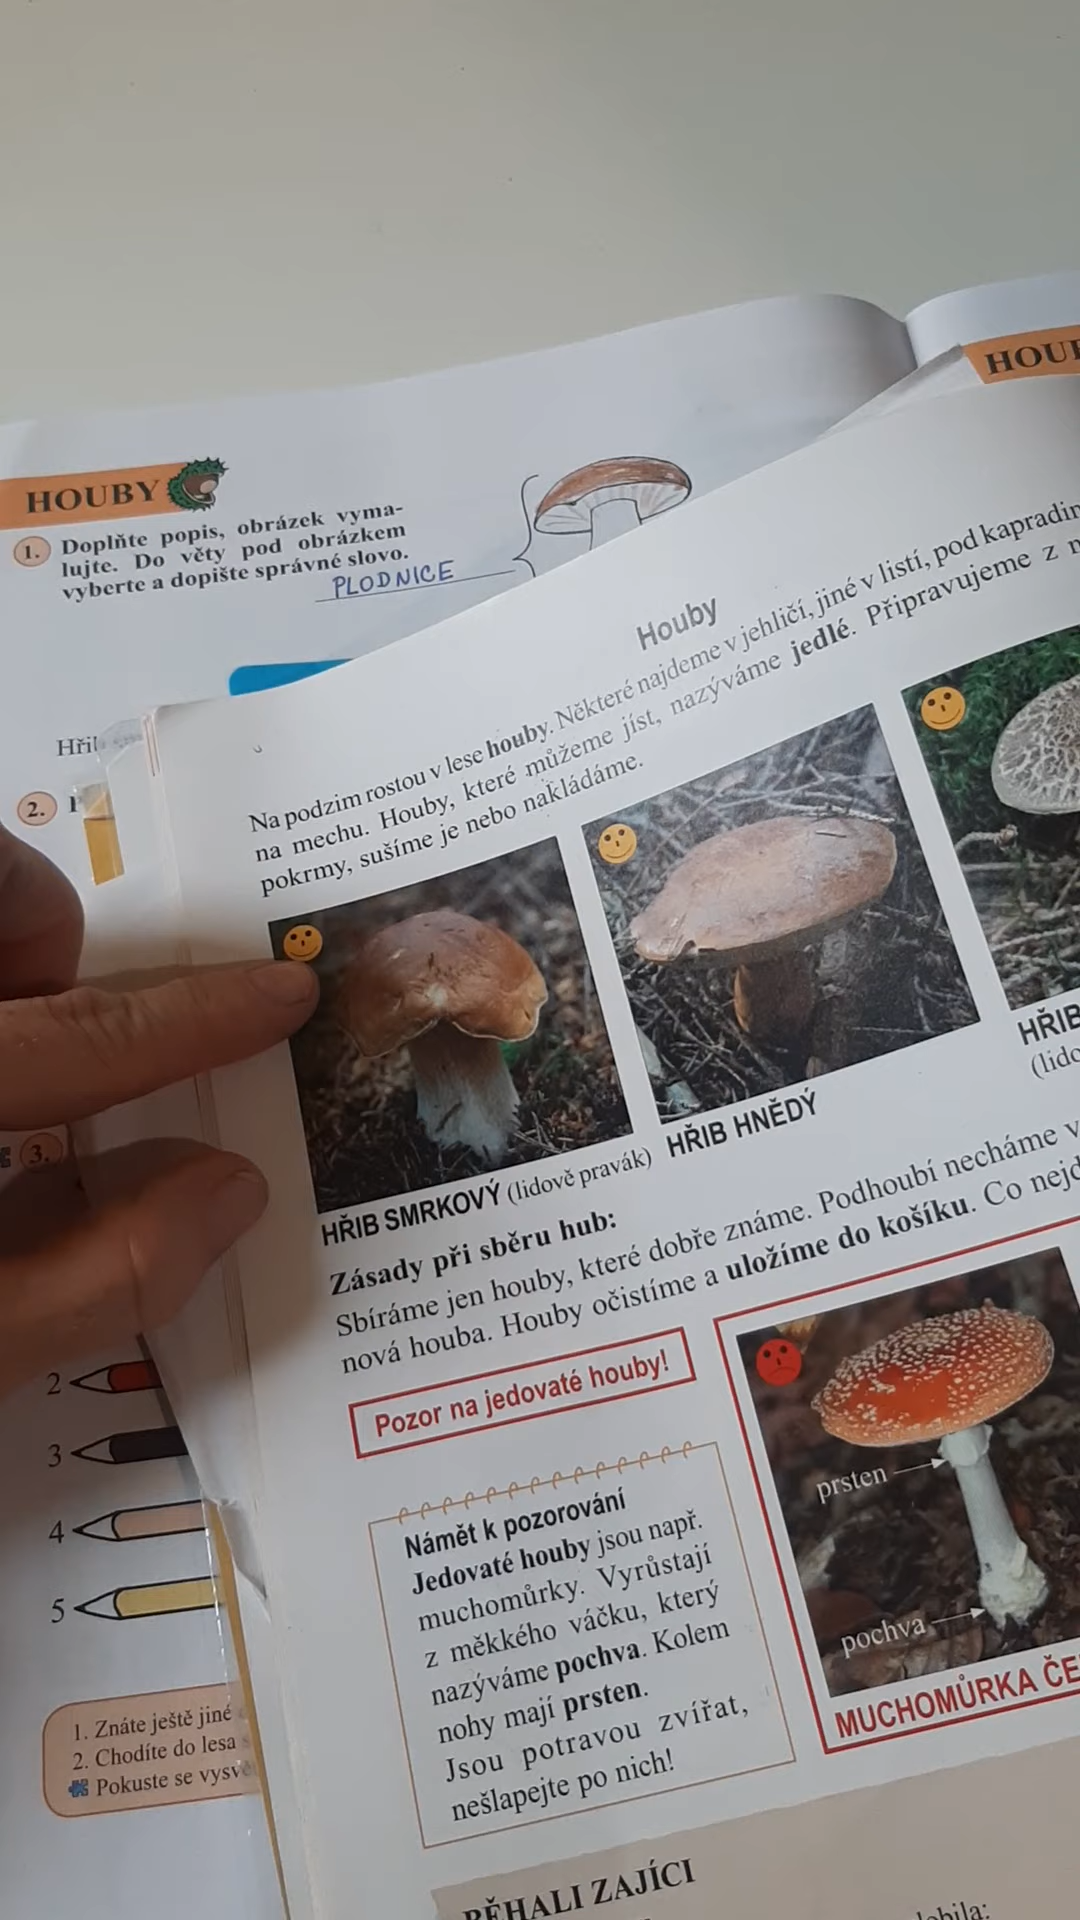 HOUBY
1. Doplňte popis, obrázek vyma-
lujte. Do věty pod obrázkem
vyberte a dopište správné slovo.
PLODNICE
2.
3.
2
3
4
5
1. Znáte ještě jiné
2. Chodíte do lesa
Pokuste se
Houby
Na podzim rostou v lese houby. Některé najdeme v jehličí, jiné v listí, pod
na mechu. Houby, které můžeme jíst, nazýváme jedlé. Připravujeme z
pokrmy, sušíme je nebo nakládáme.
HŘIB SMRKOVÝ (lidově pravák)
HŘIB HNĚDÝ
HŘIB
Zásady při sběru hub:
Sbíráme jen houby, které dobře známe. Podhoubí necháme v
nová houba. Houby očistíme a uložíme do košíku. Co
Pozor na jedovaté houby!
Námět k pozorování
Jedovaté houby jsou např.
muchomůrky. Vyrůstají
z měkkého váčku, který
nazýváme pochva. Kolem
nohy mají prsten.
Jsou potravou zvířat,
nešlapejte po nich!
prsten
pochva
MUCHOMŮRKA
BĚHALI ZAJÍCI